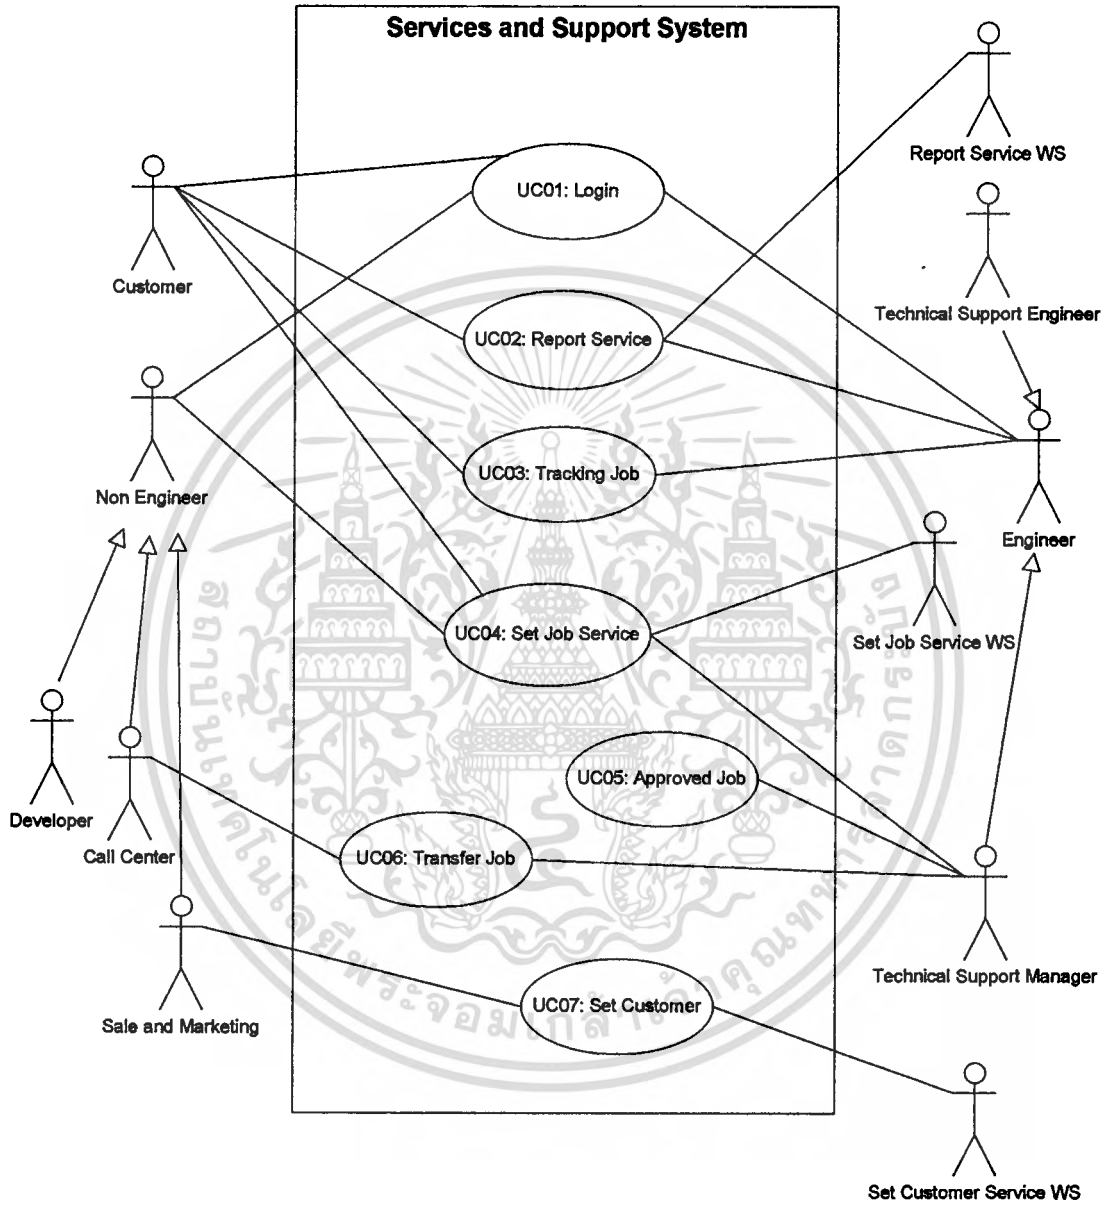 Services and Support System
Report Service WS
UC01: Login
Customer
Technical Support Engineer
UC02: Report Service
Non Engineer
UC03: Tracking Job
Engineer
UC04: Set Job Service
Set Job Service WS
UC05: Approved Job
Developer
Call Center
UC06: Transfer Job
Technical Support Manager
Sale and Marketing
UC07: Set Customer
Set Customer Service WS